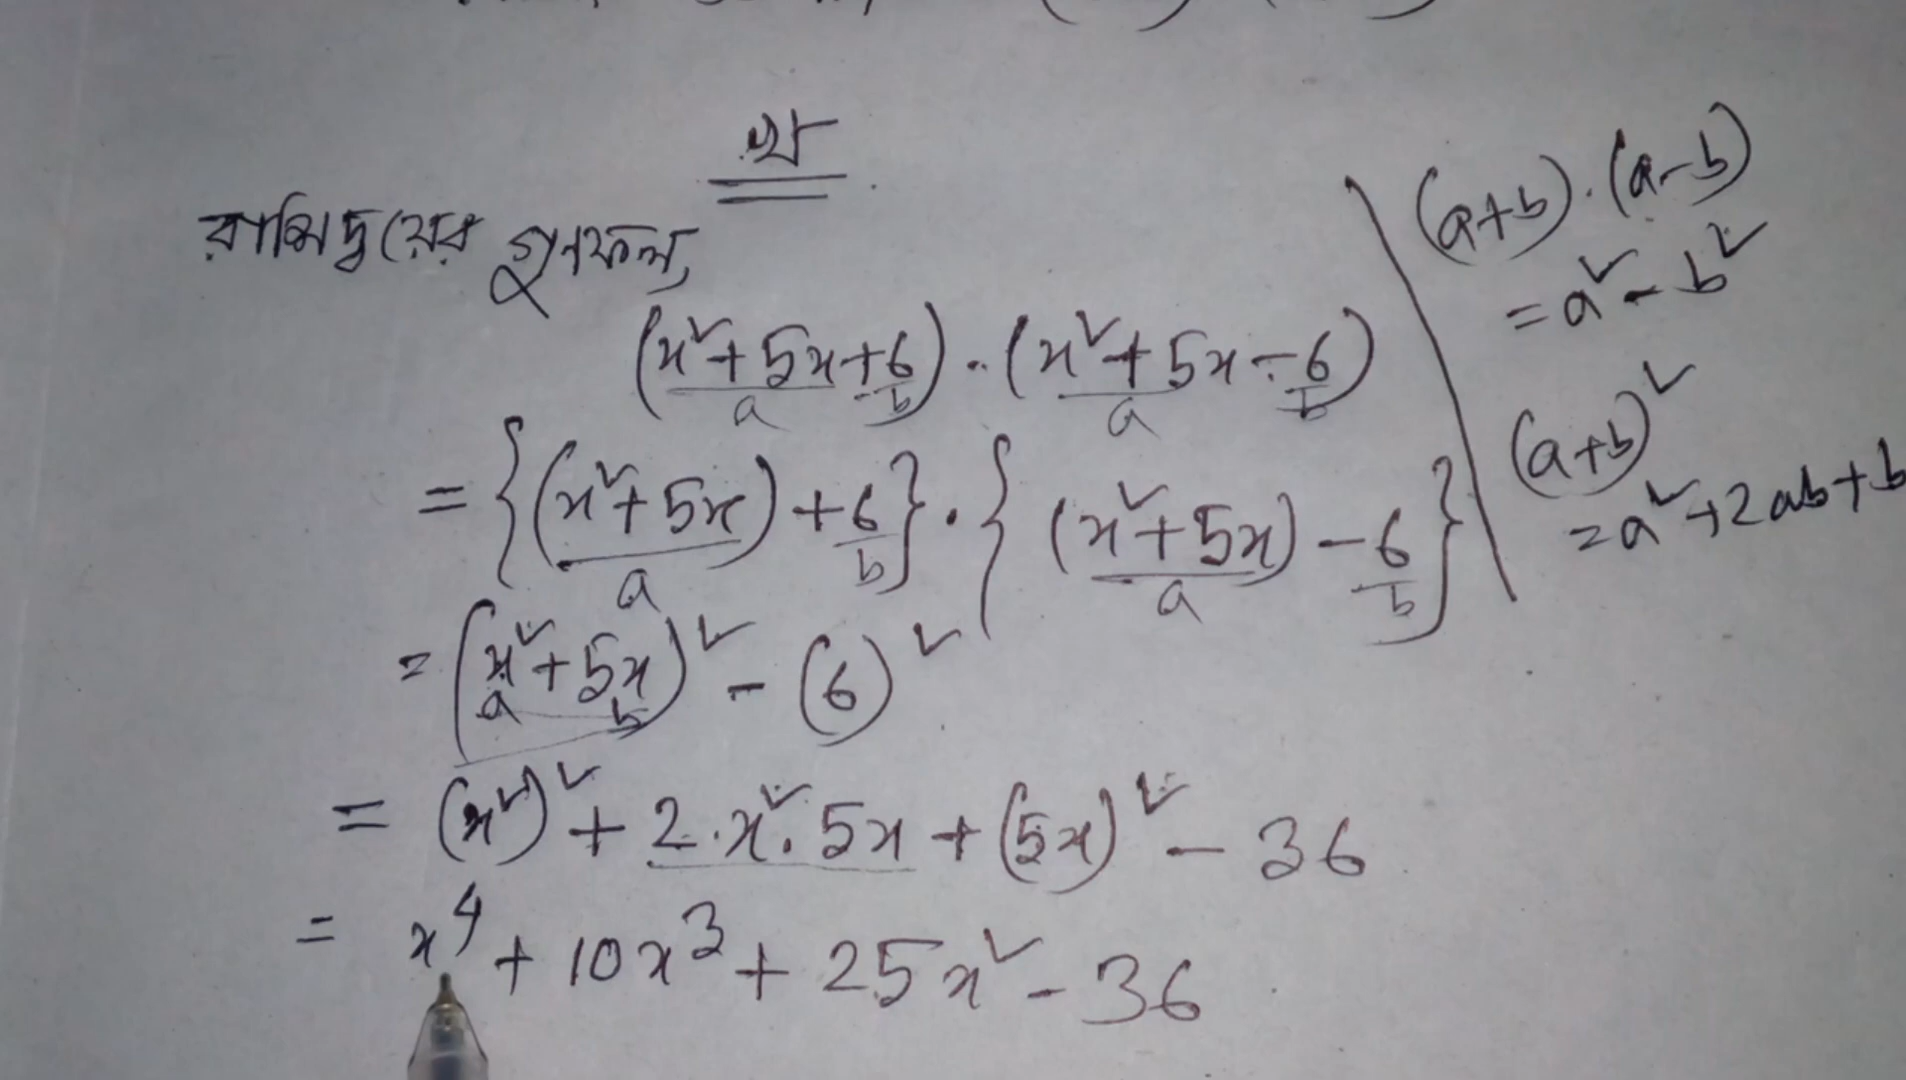 খ
রাশিদ্বয়ের গুণফল,
(x²+5x+6)·(x²+5x-6)
a b a b
={(x²+5x)+6}·{(x²+5x)-6}
a b a b
=(x²+5x)²-(6)²
a b
=(x²)²+2·x²·5x+(5x)²-36
=x⁴+10x³+25x²-36
(a+b)·(a-b)
=a²-b²
(a+b)²
=a²+2ab+b